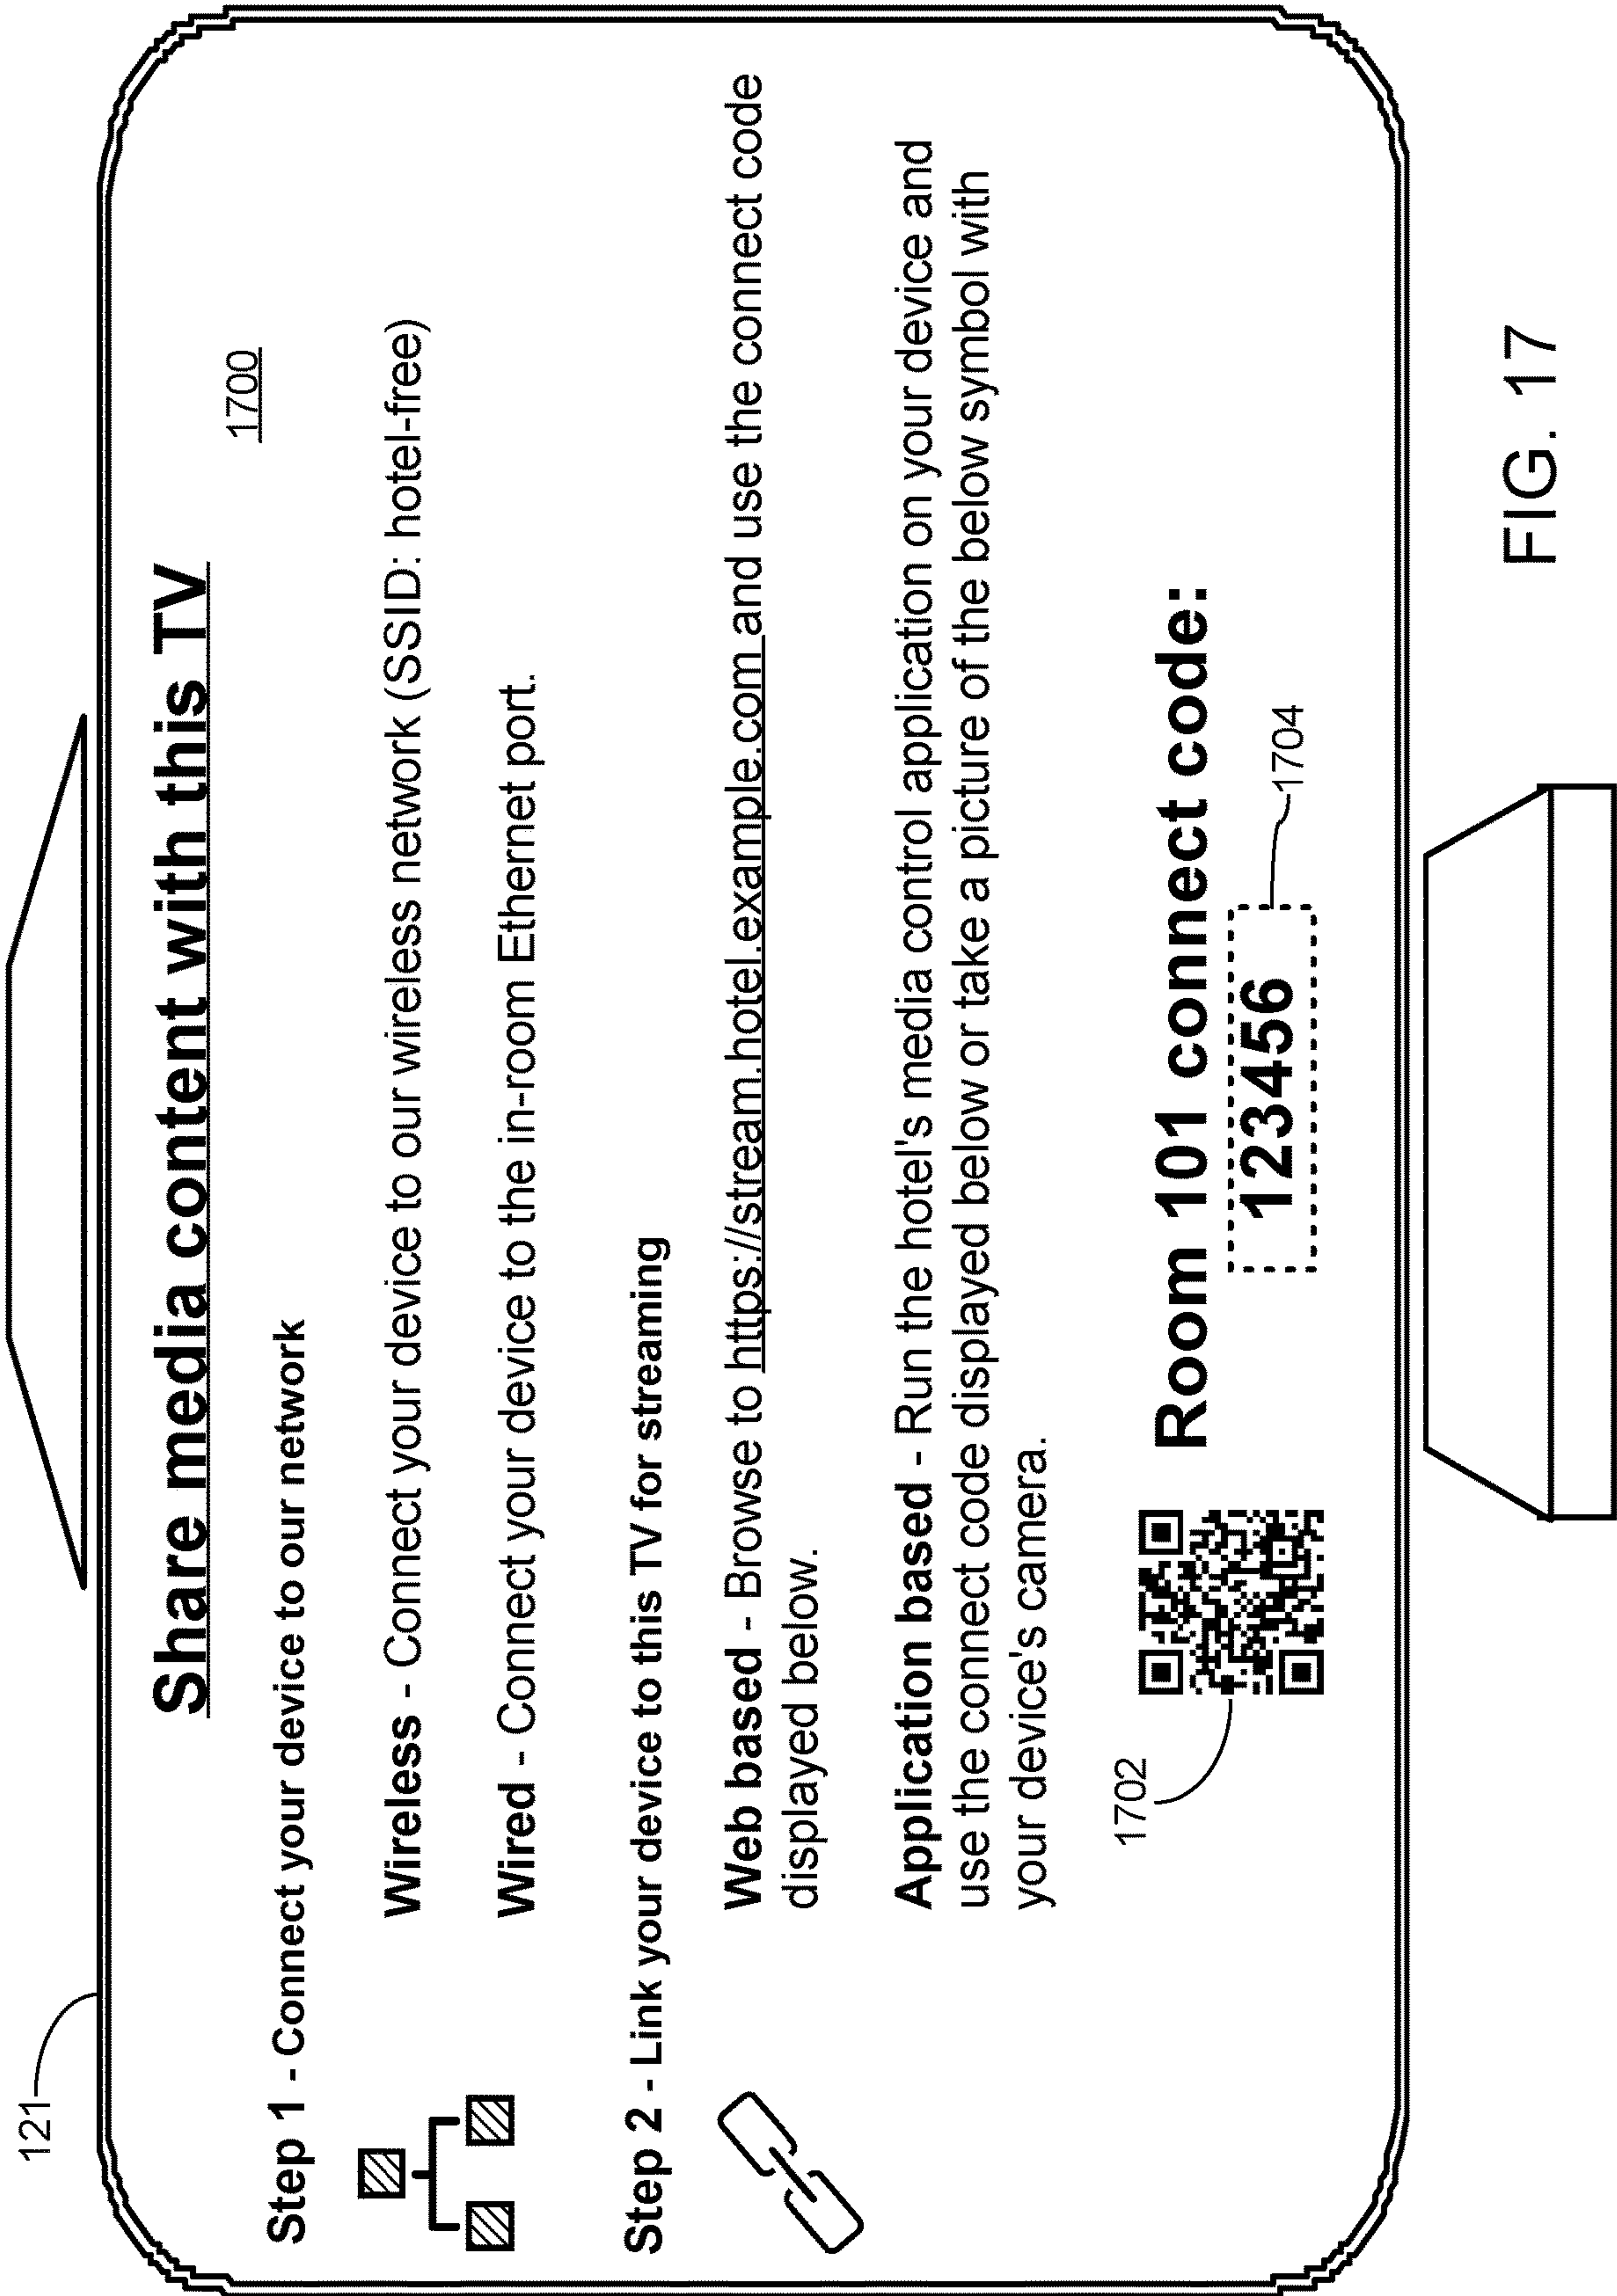 121
Share media content with this TV
1700
Step 1 - Connect your device to our network
Wireless - Connect your device to our wireless network (SSID: hotel-free)
Wired - Connect your device to the in-room Ethernet port.
Step 2 - Link your device to this TV for streaming
Web based - Browse to https://stream.hotel.example.com and use the connect code
displayed below.
Application based - Run the hotel's media control application on your device and
use the connect code displayed below or take a picture of the below symbol with
your device's camera.
1702
Room 101 connect code:
123456
1704
FIG. 17